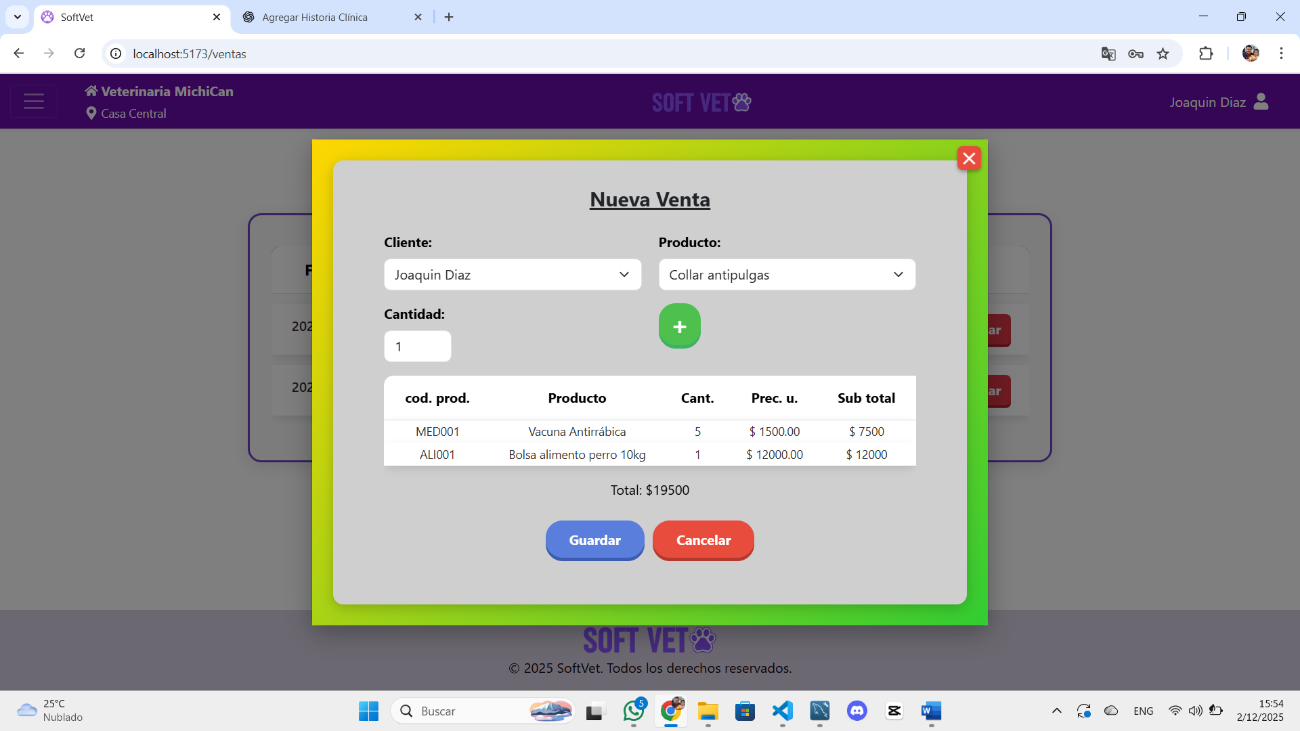 SoftVet
Agregar Historia Clínica
localhost:5173/ventas
Veterinaria MichiCan
Casa Central
SOFT VET
Joaquin Diaz
Nueva Venta
Cliente: Producto:
Joaquin Diaz Collar antipulgas
Cantidad:
1 +
cod. prod. Producto Cant. Prec. u. Sub total
MED001 Vacuna Antirrábica 5 $ 1500.00 $ 7500
ALI001 Bolsa alimento perro 10kg 1 $ 12000.00 $ 12000
Total: $19500
Guardar Cancelar
SOFT VET
© 2025 SoftVet. Todos los derechos reservados.
25°C
Nublado
Buscar
5
ENG
15:54
2/12/2025